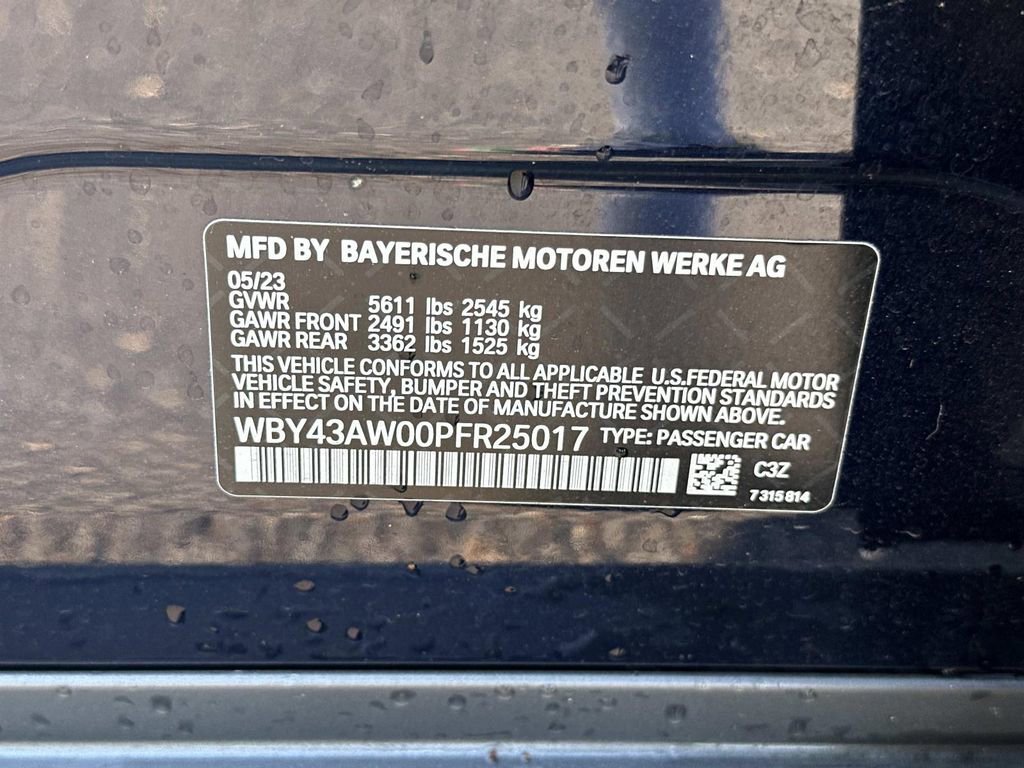 MFD BY BAYERISCHE MOTOREN WERKE AG
05/23
GVWR 5611 lbs 2545 kg
GAWR FRONT 2491 lbs 1130 kg
GAWR REAR 3362 lbs 1525 kg
THIS VEHICLE CONFORMS TO ALL APPLICABLE U.S.FEDERAL MOTOR
VEHICLE SAFETY, BUMPER AND THEFT PREVENTION STANDARDS
IN EFFECT ON THE DATE OF MANUFACTURE SHOWN ABOVE.
WBY43AW00PFR25017 TYPE: PASSENGER CAR
C3Z
7315814